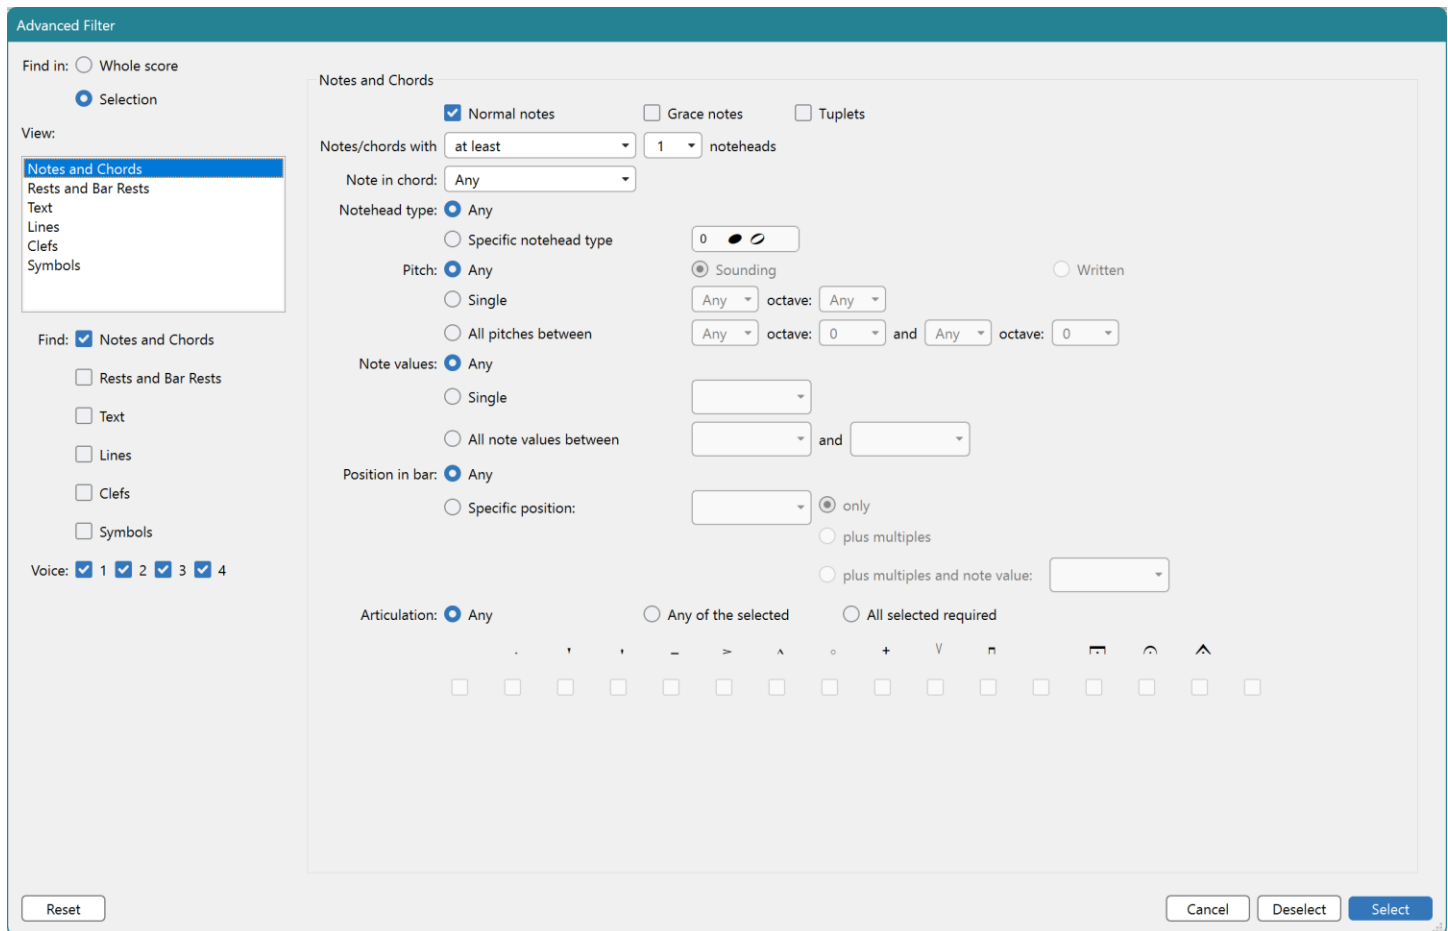 Advanced Filter
Find in: Whole score
Selection
View:
Notes and Chords
Rests and Bar Rests
Text
Lines
Clefs
Symbols
Find: Notes and Chords
Rests and Bar Rests
Text
Lines
Clefs
Symbols
Voice: 1 2 3 4
Notes and Chords
Normal notes Grace notes Tuplets
Notes/chords with at least 1 noteheads
Note in chord: Any
Notehead type: Any
Specific notehead type 0
Pitch: Any Sounding Written
Single Any octave: Any
All pitches between Any octave: 0 and Any octave: 0
Note values: Any
Single
All note values between and
Position in bar: Any
Specific position: only
plus multiples
plus multiples and note value:
Articulation: Any Any of the selected All selected required
Reset Cancel Deselect Select